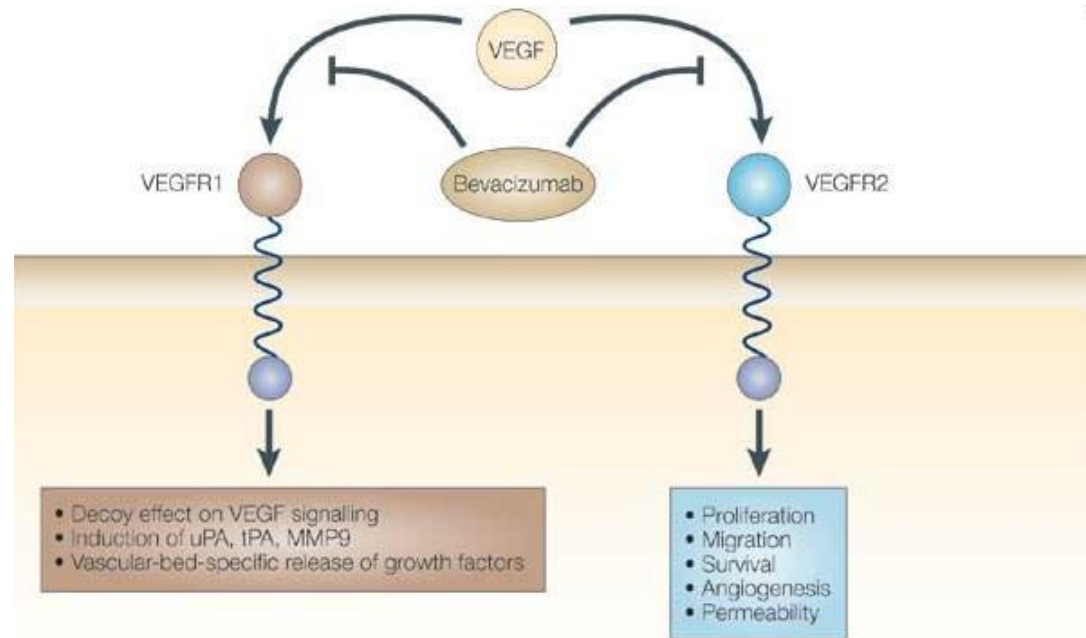 VEGF
Bevacizumab
VEGFR1
VEGFR2
• Decoy effect on VEGF signalling
• Induction of uPA, tPA, MMP9
• Vascular-bed-specific release of growth factors
• Proliferation
• Migration
• Survival
• Angiogenesis
• Permeability